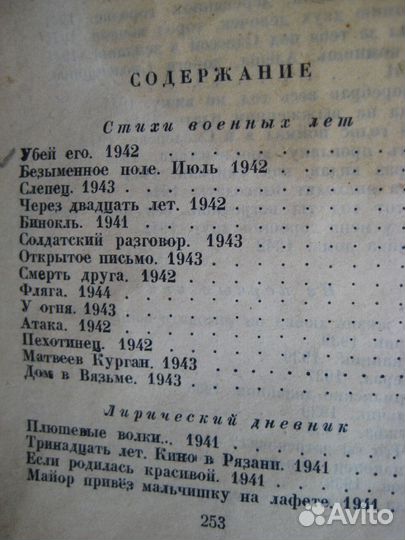 СОДЕРЖАНИЕ
Стихи военных лет
Убей его. 1942
Безыменное поле. Июль 1942
Слепец. 1943
Через двадцать лет. 1942
Бинокль. 1941
Солдатский разговор. 1943
Открытое письмо. 1943
Смерть друга. 1942
Фляга. 1944
У огня. 1943
Атака. 1942
Пехотинец. 1942
Матвеев Курган. 1943
Дом в Вязьме. 1943
Лирический дневник
Плюшевые волки... 1941
Тринадцать лет. Кино в Рязани. 1941
Если родилась красивой. 1941
Майор привёз мальчишку на лафете. 1941
253
Avito